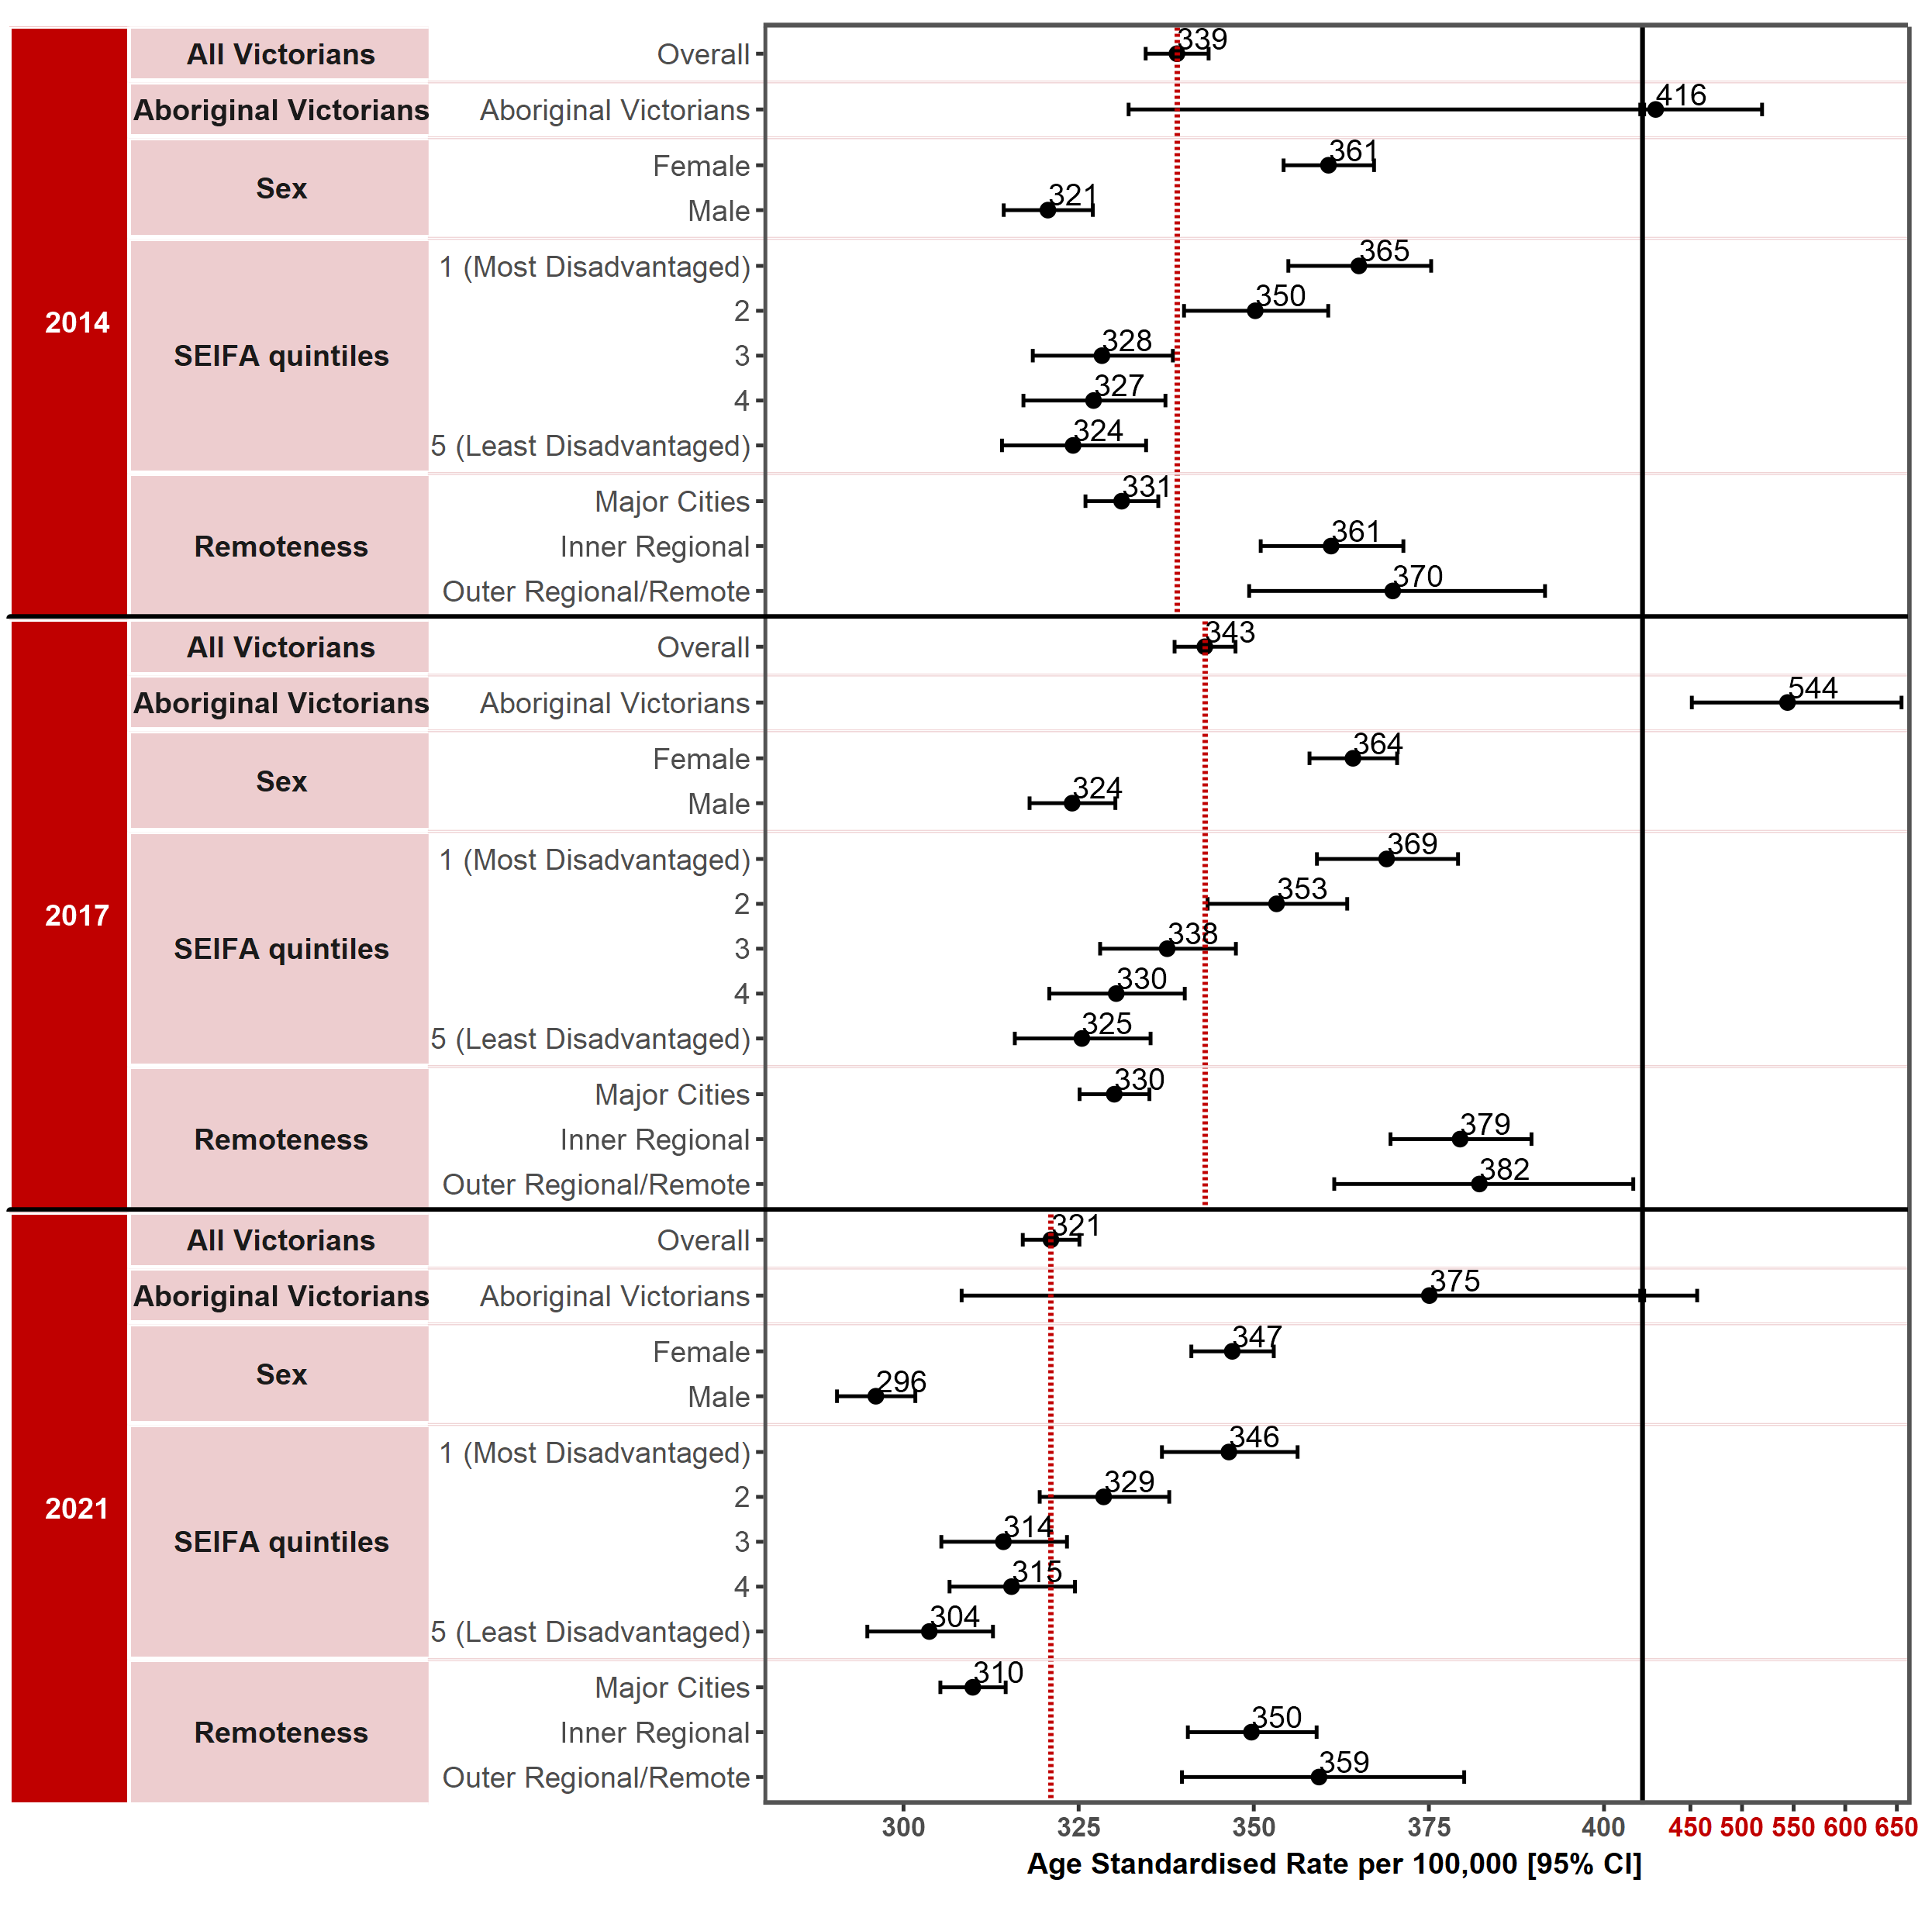 2014
All Victorians
Overall
339
Aboriginal Victorians
Aboriginal Victorians
416
Sex
Female
361
Male
321
SEIFA quintiles
1 (Most Disadvantaged)
365
2
350
3
328
4
327
5 (Least Disadvantaged)
324
Remoteness
Major Cities
331
Inner Regional
361
Outer Regional/Remote
370
2017
All Victorians
Overall
343
Aboriginal Victorians
Aboriginal Victorians
544
Sex
Female
364
Male
324
SEIFA quintiles
1 (Most Disadvantaged)
369
2
353
3
338
4
330
5 (Least Disadvantaged)
325
Remoteness
Major Cities
330
Inner Regional
379
Outer Regional/Remote
382
2021
All Victorians
Overall
321
Aboriginal Victorians
Aboriginal Victorians
375
Sex
Female
347
Male
296
SEIFA quintiles
1 (Most Disadvantaged)
346
2
329
3
314
4
315
5 (Least Disadvantaged)
304
Remoteness
Major Cities
310
Inner Regional
350
Outer Regional/Remote
359
300 325 350 375 400 450 500 550 600 650
Age Standardised Rate per 100,000 [95% CI]